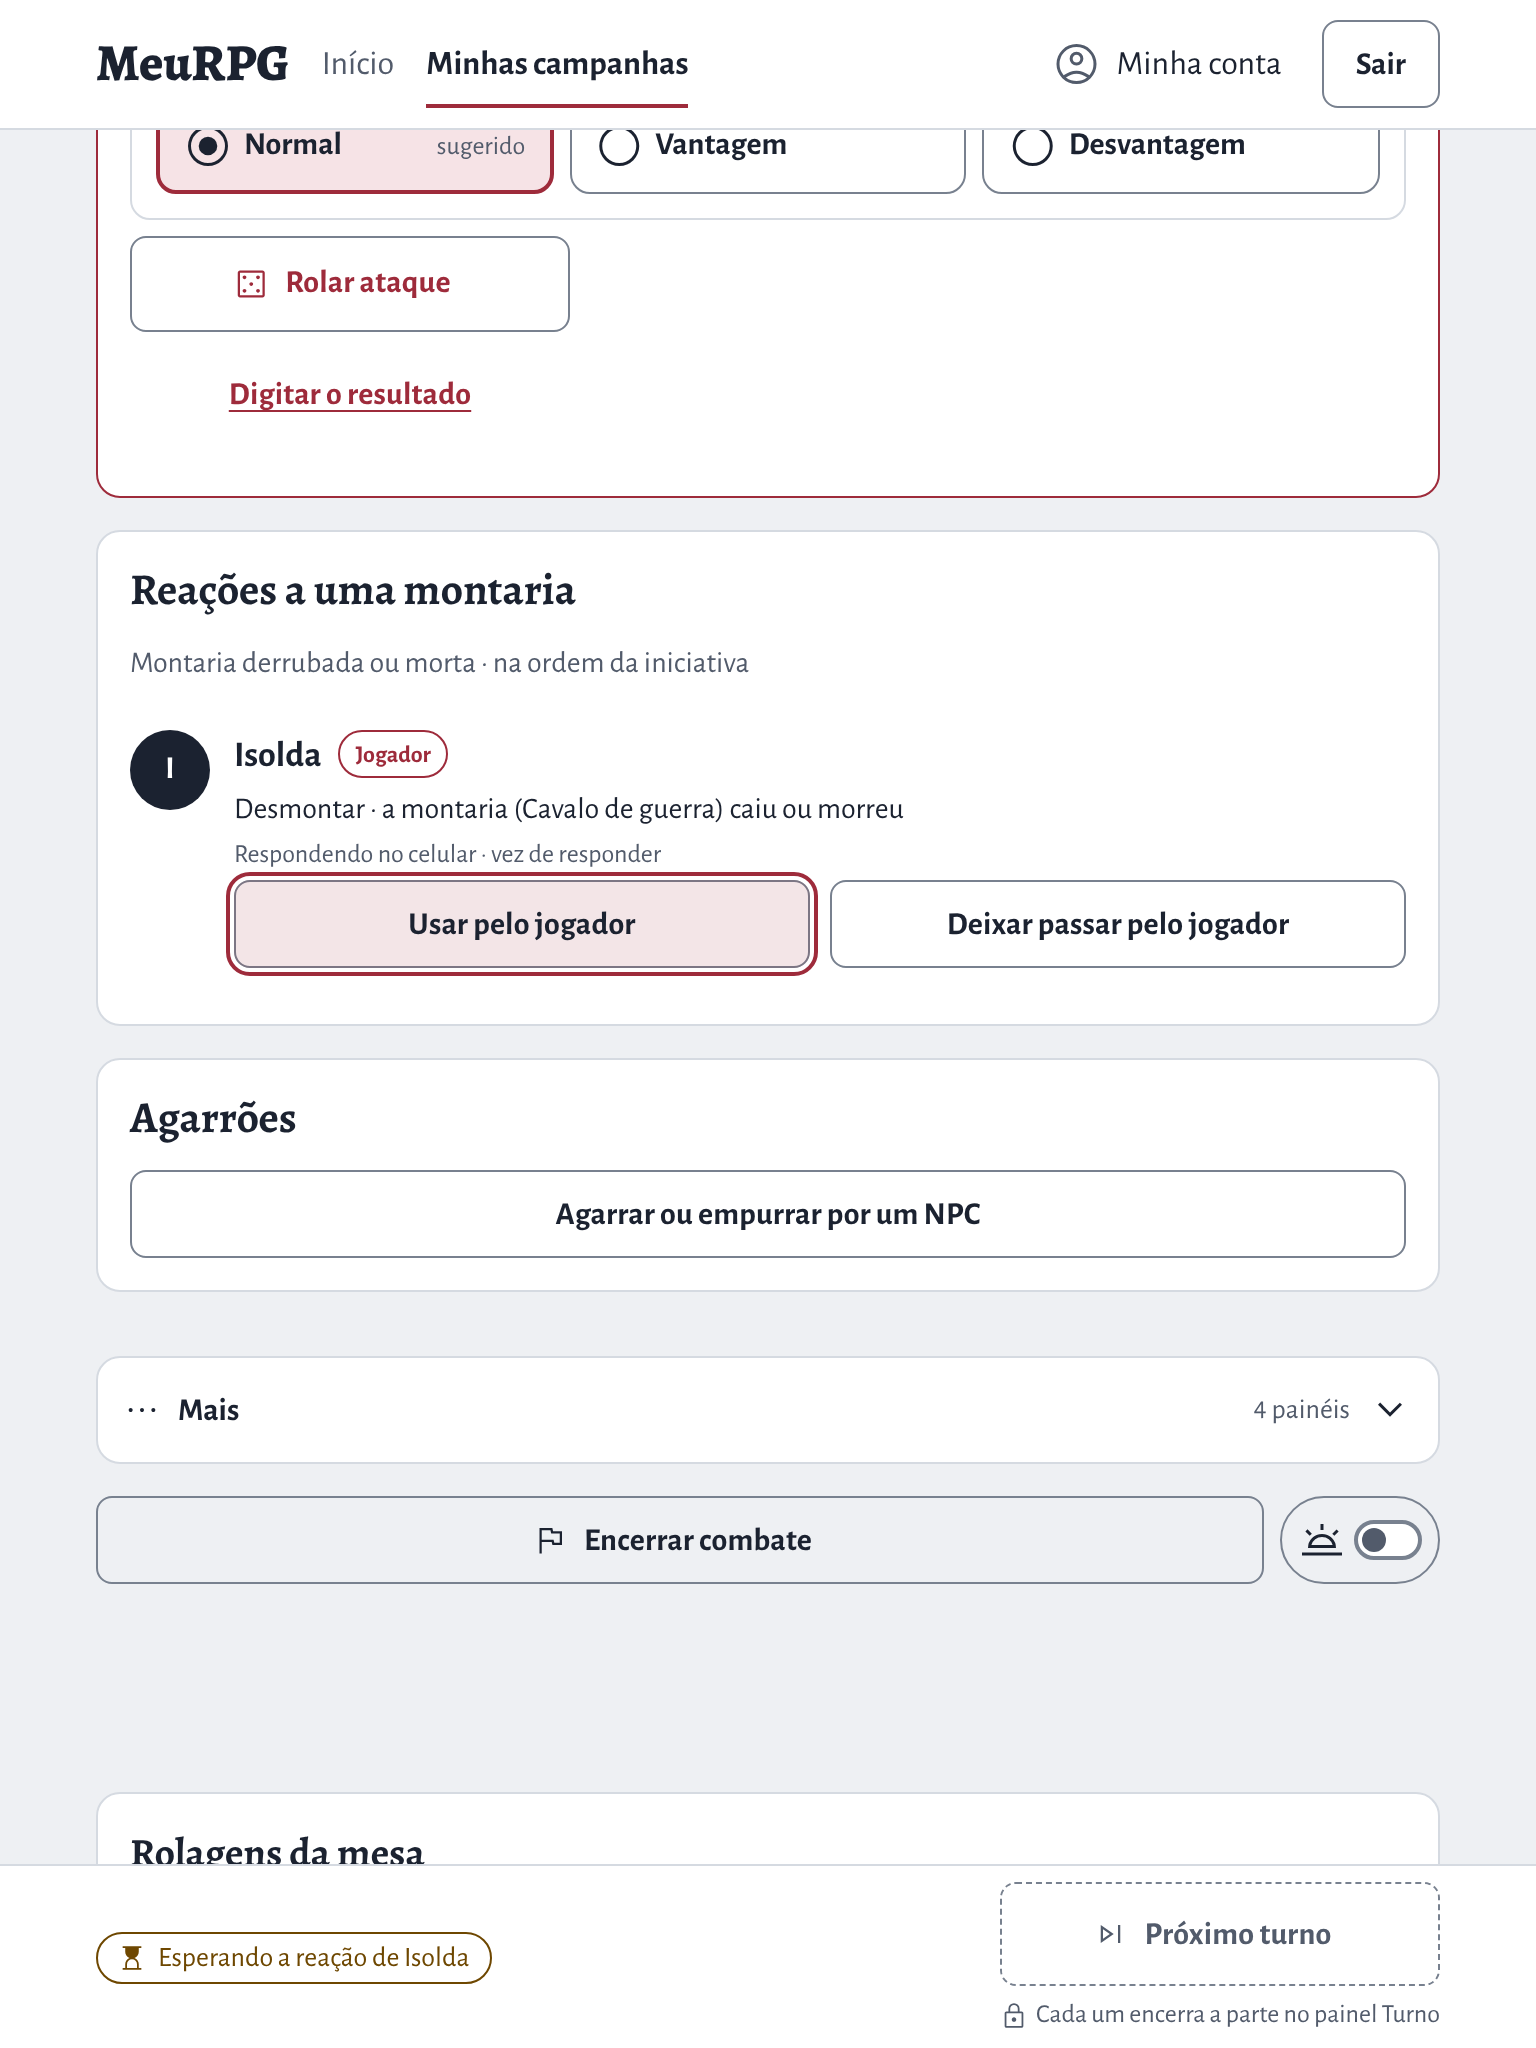 MeuRPG Início Minhas campanhas Minha conta Sair
Normal sugerido Vantagem Desvantagem
Rolar ataque
Digitar o resultado
Reações a uma montaria
Montaria derrubada ou morta · na ordem da iniciativa
I Isolda Jogador
Desmontar · a montaria (Cavalo de guerra) caiu ou morreu
Respondendo no celular · vez de responder
Usar pelo jogador Deixar passar pelo jogador
Agarrões
Agarrar ou empurrar por um NPC
Mais 4 painéis
Encerrar combate
Rolagens da mesa
Esperando a reação de Isolda
Próximo turno
Cada um encerra a parte no painel Turno